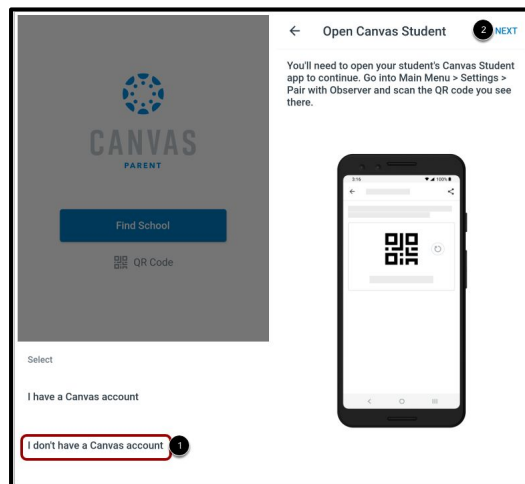 CANVAS
PARENT
Find School
QR Code
Select
I have a Canvas account
I don't have a Canvas account
1
Open Canvas Student
2
NEXT
You'll need to open your student's Canvas Student
app to continue. Go into Main Menu > Settings >
Pair with Observer and scan the QR code you see
there.
3:16
100%